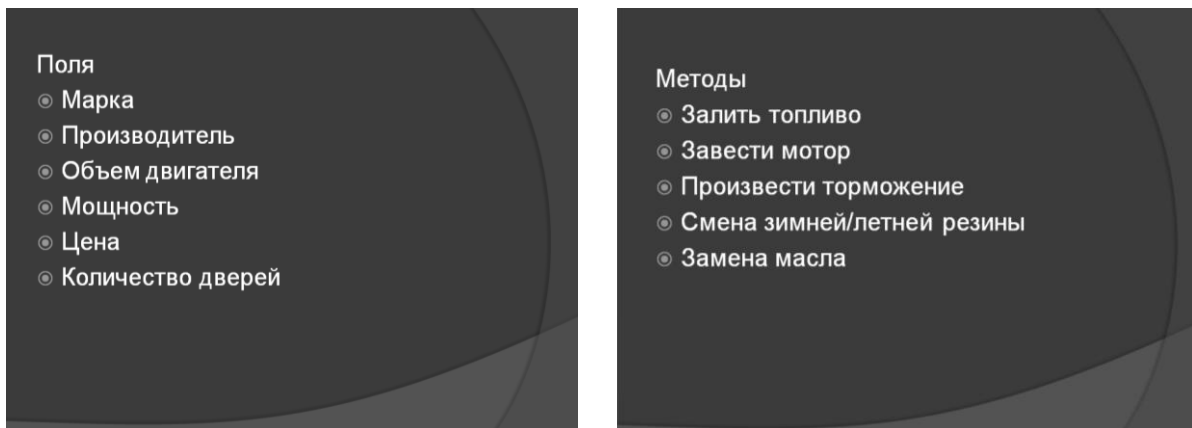 Поля
Марка
Производитель
Объем двигателя
Мощность
Цена
Количество дверей
Методы
Залить топливо
Завести мотор
Произвести торможение
Смена зимней/летней резины
Замена масла